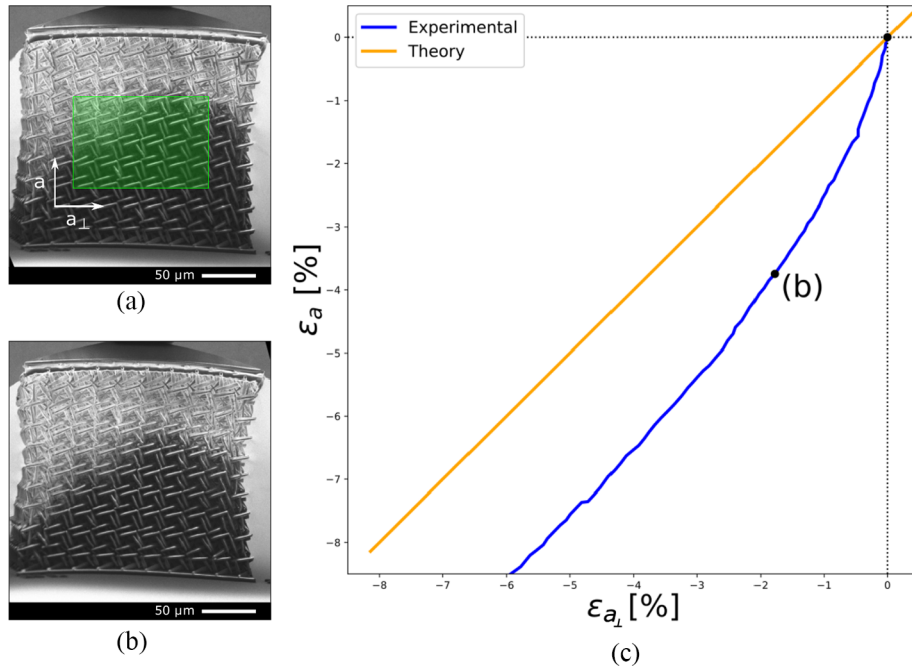 a
a⊥
50 µm
(a)
50 µm
(b)
Experimental
Theory
0
-1
-2
-3
-4
-5
-6
-7
-8
εₐ [%]
(b)
-8
-7
-6
-5
-4
-3
-2
-1
0
ε_a⊥ [%]
(c)